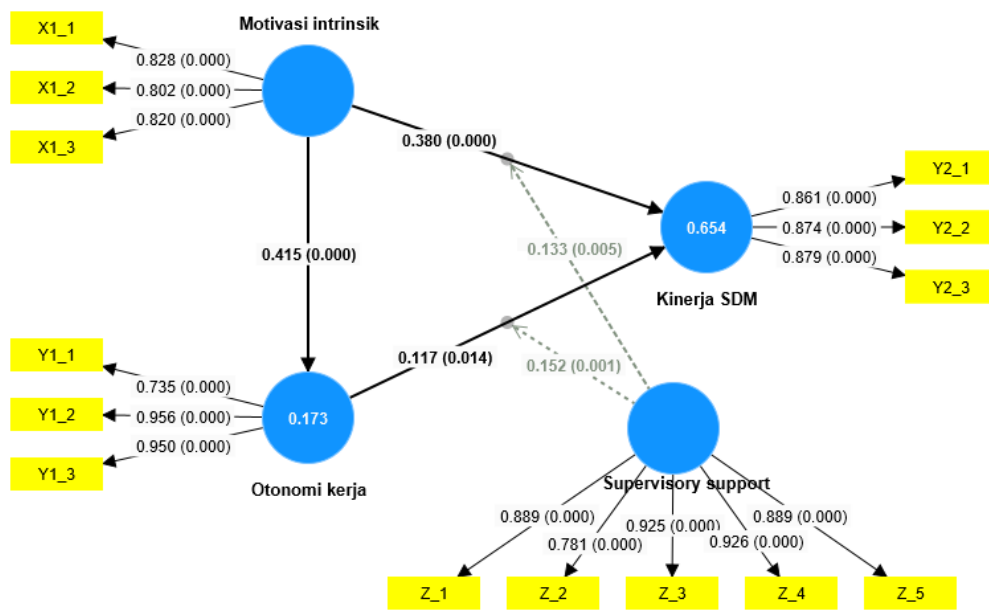 Motivasi intrinsik
X1_1
0.828 (0.000)
X1_2
0.802 (0.000)
X1_3
0.820 (0.000)
0.380 (0.000)
Y2_1
0.861 (0.000)
0.654
Y2_2
0.874 (0.000)
Y2_3
0.879 (0.000)
Kinerja SDM
0.415 (0.000)
0.133 (0.005)
0.117 (0.014)
0.152 (0.001)
Y1_1
0.735 (0.000)
Y1_2
0.956 (0.000)
0.173
Y1_3
0.950 (0.000)
Otonomi kerja
Supervisory support
0.889 (0.000)
0.781 (0.000)
0.925 (0.000)
0.926 (0.000)
0.889 (0.000)
Z_1
Z_2
Z_3
Z_4
Z_5